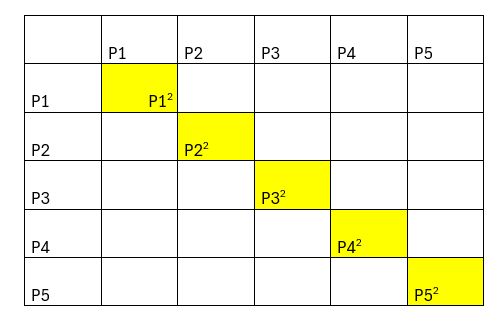 P1 P2 P3 P4 P5
P1 P1²
P2 P2²
P3 P3²
P4 P4²
P5 P5²